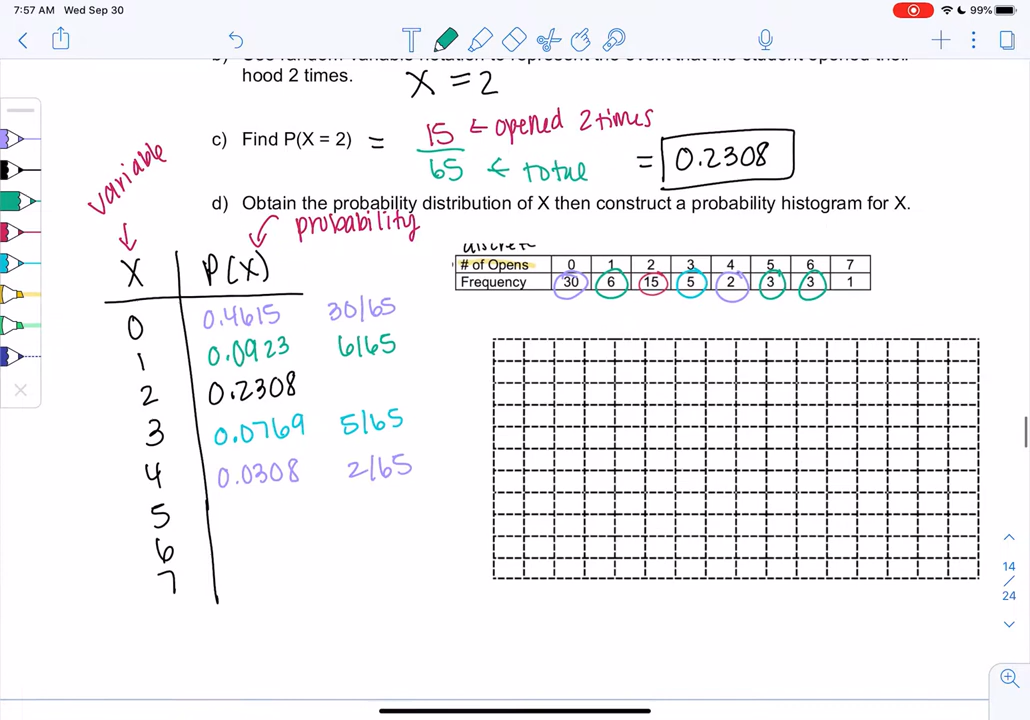 7:57 AM Wed Sep 30
99%
hood 2 times. X = 2
c) Find P(X = 2) = 15 ← opened 2 times
65 ← total
= 0.2308
d) Obtain the probability distribution of X then construct a probability histogram for X.
variable
probability
discrete
# of Opens 0 1 2 3 4 5 6 7
Frequency 30 6 15 5 2 3 3 1
X P(X)
0 0.4615 30/65
1 0.0923 6/65
2 0.2308
3 0.0769 5/65
4 0.0308 2/65
5
6
7
14
/
24